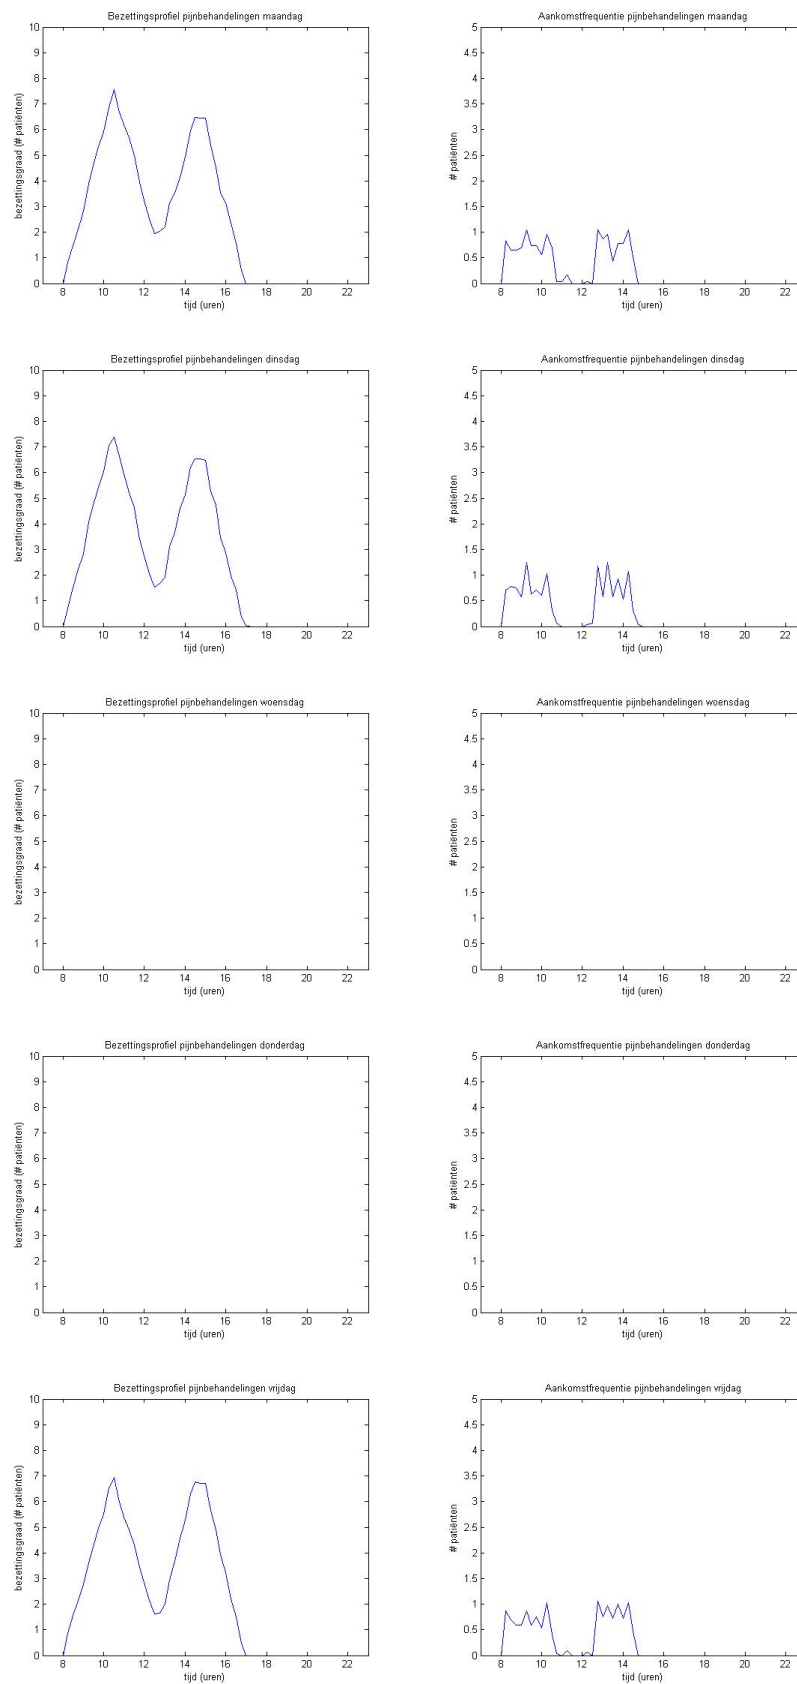 Bezettingsprofiel pijnbehandelingen maandag
10
9
8
7
6
5
4
3
2
1
0
bezettingsgraad (# patiënten)
8 10 12 14 16 18 20 22
tijd (uren)
Aankomstfrequentie pijnbehandelingen maandag
5
4.5
4
3.5
3
2.5
2
1.5
1
0.5
0
# patiënten
8 10 12 14 16 18 20 22
tijd (uren)
Bezettingsprofiel pijnbehandelingen dinsdag
10
9
8
7
6
5
4
3
2
1
0
bezettingsgraad (# patiënten)
8 10 12 14 16 18 20 22
tijd (uren)
Aankomstfrequentie pijnbehandelingen dinsdag
5
4.5
4
3.5
3
2.5
2
1.5
1
0.5
0
# patiënten
8 10 12 14 16 18 20 22
tijd (uren)
Bezettingsprofiel pijnbehandelingen woensdag
10
9
8
7
6
5
4
3
2
1
0
bezettingsgraad (# patiënten)
8 10 12 14 16 18 20 22
tijd (uren)
Aankomstfrequentie pijnbehandelingen woensdag
5
4.5
4
3.5
3
2.5
2
1.5
1
0.5
0
# patiënten
8 10 12 14 16 18 20 22
tijd (uren)
Bezettingsprofiel pijnbehandelingen donderdag
10
9
8
7
6
5
4
3
2
1
0
bezettingsgraad (# patiënten)
8 10 12 14 16 18 20 22
tijd (uren)
Aankomstfrequentie pijnbehandelingen donderdag
5
4.5
4
3.5
3
2.5
2
1.5
1
0.5
0
# patiënten
8 10 12 14 16 18 20 22
tijd (uren)
Bezettingsprofiel pijnbehandelingen vrijdag
10
9
8
7
6
5
4
3
2
1
0
bezettingsgraad (# patiënten)
8 10 12 14 16 18 20 22
tijd (uren)
Aankomstfrequentie pijnbehandelingen vrijdag
5
4.5
4
3.5
3
2.5
2
1.5
1
0.5
0
# patiënten
8 10 12 14 16 18 20 22
tijd (uren)